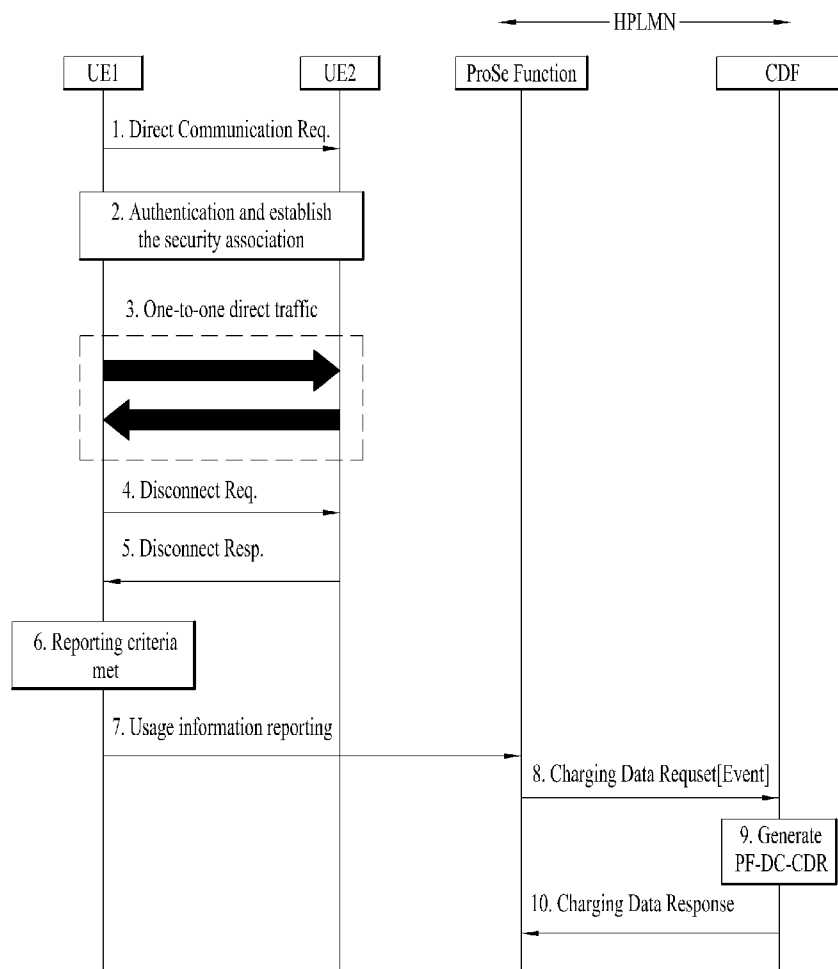 HPLMN
UE1
UE2
ProSe Function
CDF
1. Direct Communication Req.
2. Authentication and establish
the security association
3. One-to-one direct traffic
4. Disconnect Req.
5. Disconnect Resp.
6. Reporting criteria
met
7. Usage information reporting
8. Charging Data Requset[Event]
9. Generate
PF-DC-CDR
10. Charging Data Response